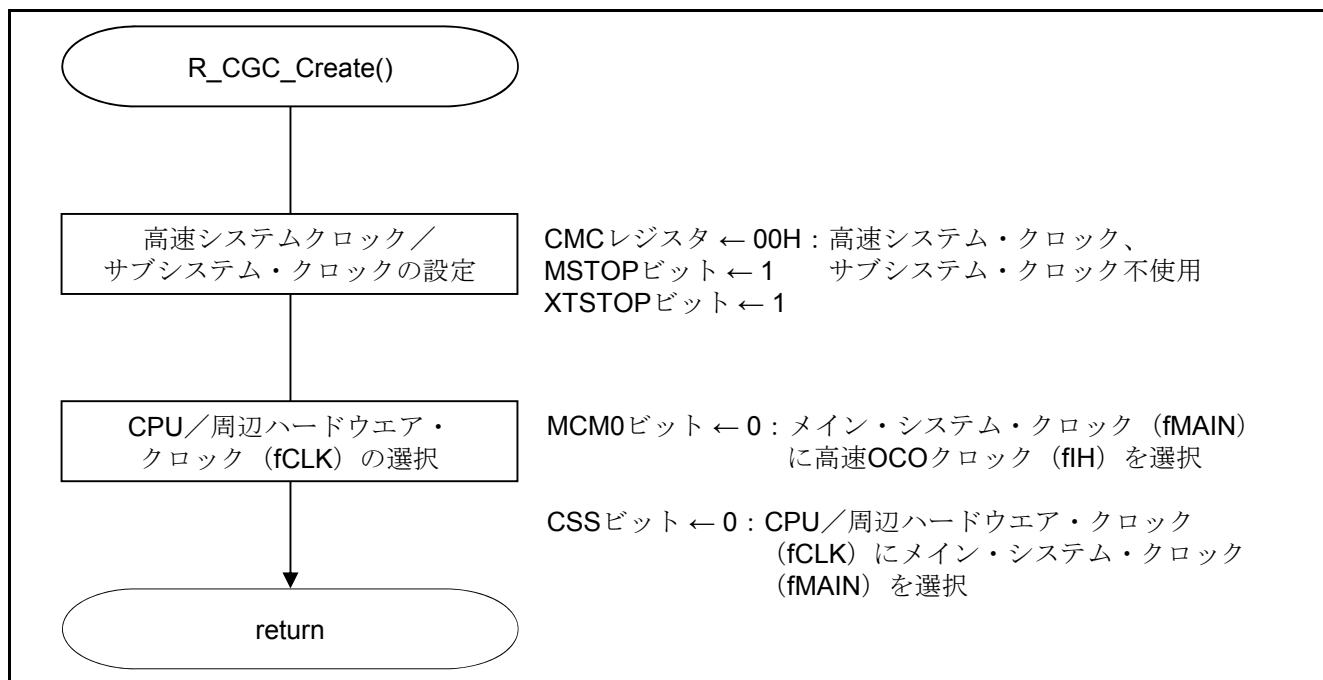 R_CGC_Create()
高速システムクロック／
サブシステム・クロックの設定
CMCレジスタ ← 00H：高速システム・クロック、
MSTOPビット ← 1　　サブシステム・クロック不使用
XTSTOPビット ← 1
CPU／周辺ハードウエア・
クロック（fCLK）の選択
MCM0ビット ← 0：メイン・システム・クロック（fMAIN）
に高速OCOクロック（fIH）を選択
CSSビット ← 0：CPU／周辺ハードウエア・クロック
（fCLK）にメイン・システム・クロック
（fMAIN）を選択
return